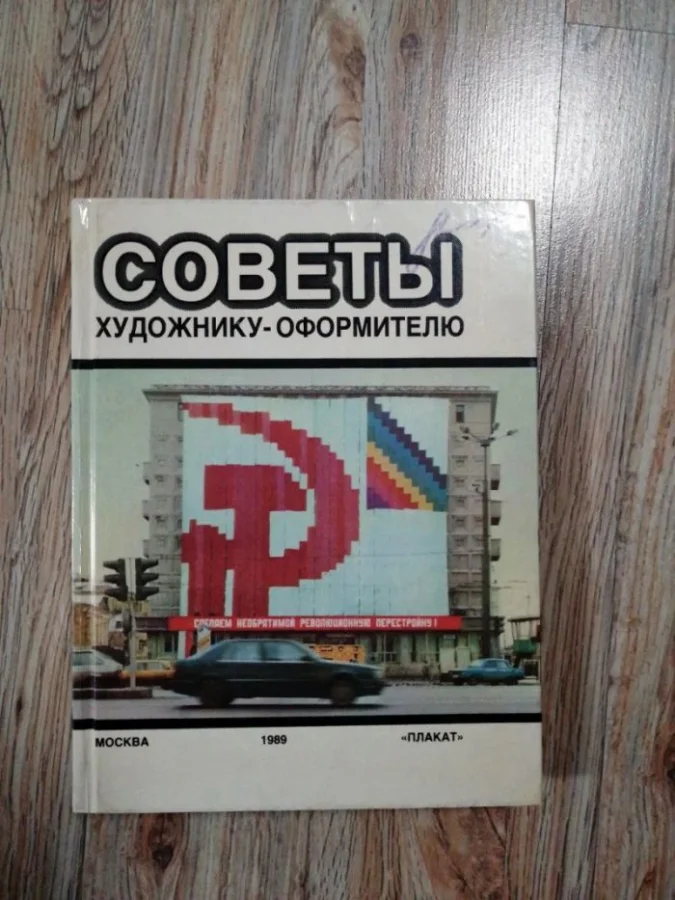 СОВЕТЫ
ХУДОЖНИКУ-ОФОРМИТЕЛЮ
СДЕЛАЕМ НЕОБРАТИМОЙ РЕВОЛЮЦИОННУЮ ПЕРЕСТРОЙКУ!
МОСКВА 1989 «ПЛАКАТ»